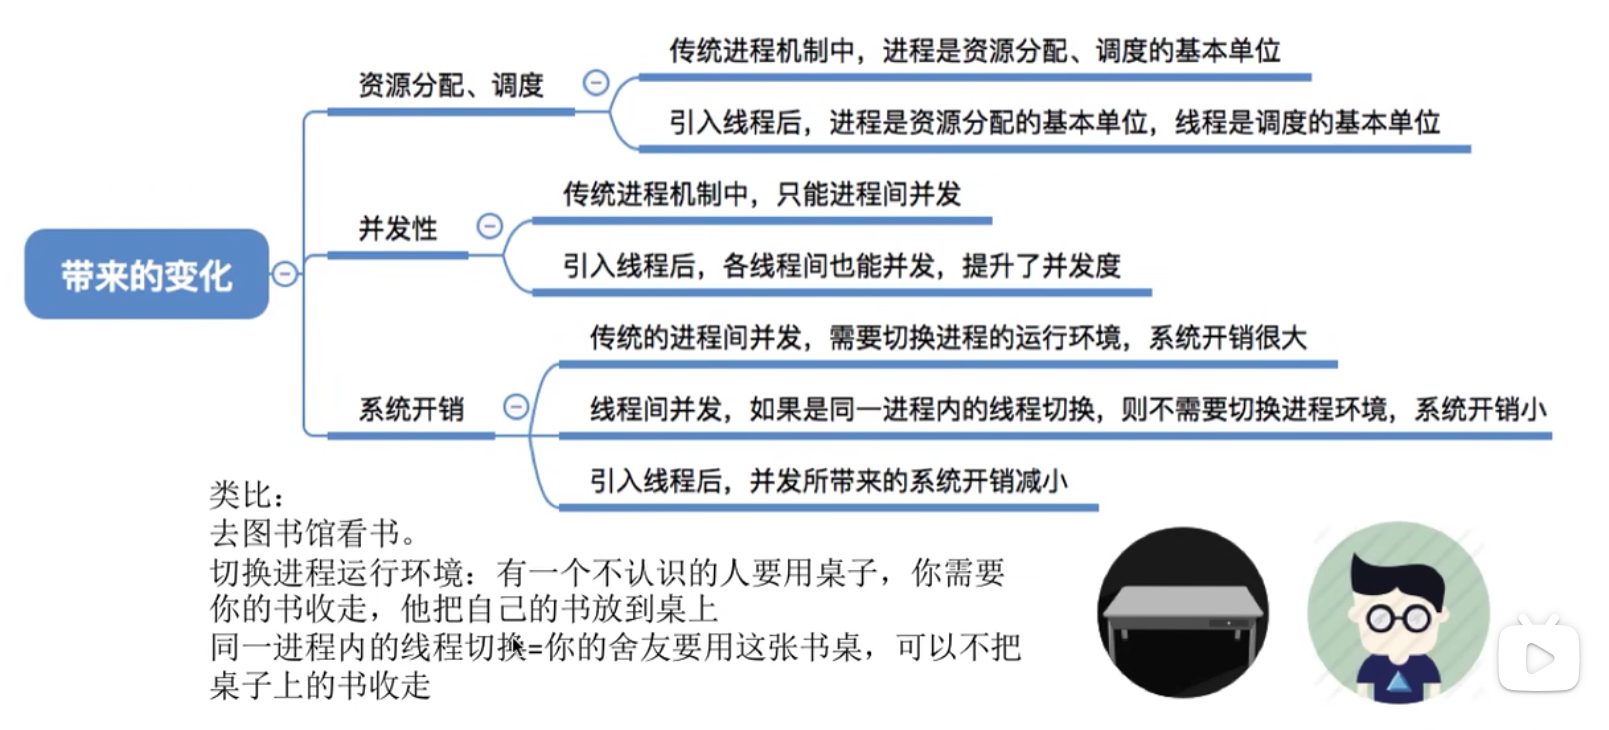 带来的变化
资源分配、调度
传统进程机制中，进程是资源分配、调度的基本单位
引入线程后，进程是资源分配的基本单位，线程是调度的基本单位
并发性
传统进程机制中，只能进程间并发
引入线程后，各线程间也能并发，提升了并发度
系统开销
传统的进程间并发，需要切换进程的运行环境，系统开销很大
线程间并发，如果是同一进程内的线程切换，则不需要切换进程环境，系统开销小
引入线程后，并发所带来的系统开销减小
类比：
去图书馆看书。
切换进程运行环境：有一个不认识的人要用桌子，你需要
你的书收走，他把自己的书放到桌上
同一进程内的线程切换=你的舍友要用这张书桌，可以不把
桌子上的书收走